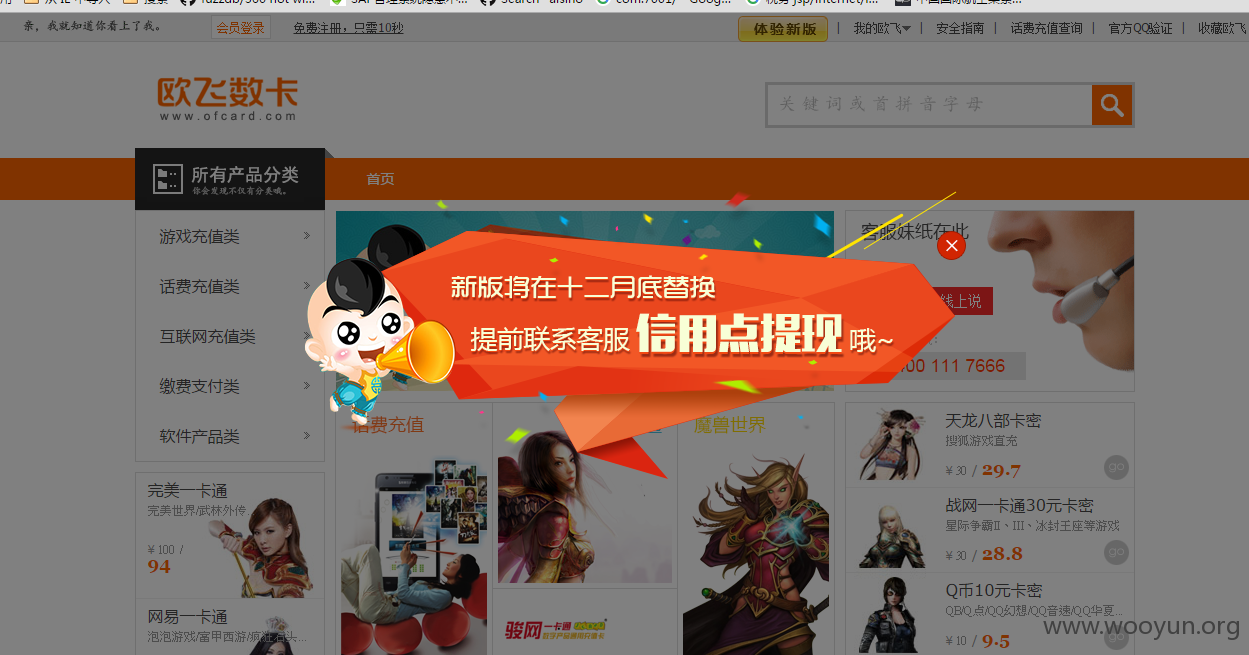 亲，我就知道你看上了我。
会员登录
免费注册，只需10秒
体验新版
我的欧飞
安全指南
话费充值查询
官方QQ验证
收藏欧飞
欧飞数卡
www.ofcard.com
关键词或首拼音字母
所有产品分类
你会发现不仅有分类哦。
首页
游戏充值类
话费充值类
互联网充值类
缴费支付类
软件产品类
客服妹纸在此
线上说
00 111 7666
新版将在十二月底替换
提前联系客服 信用点提现 哦~
话费充值
魔兽世界
骏网一卡通
完美一卡通
完美世界/武林外传
¥ 100 /
94
网易一卡通
泡泡游戏/富甲西游/疯狂石头...
天龙八部卡密
搜狐游戏直充
¥ 30 / 29.7
go
战网一卡通30元卡密
星际争霸II、III、冰封王座等游戏
¥ 30 / 28.8
go
Q币10元卡密
QB/Q点/QQ幻想/QQ音速/QQ华夏...
¥ 10 / 9.5
go
www.wooyun.org